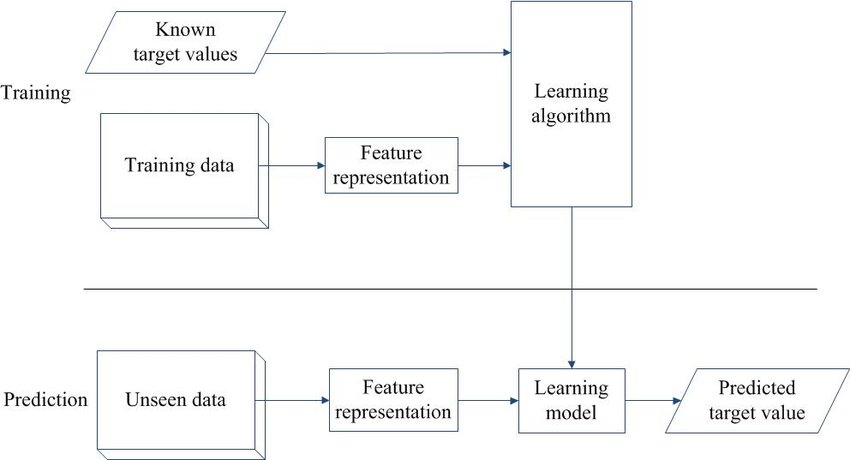 Known
target values
Training
Learning
algorithm
Training data
Feature
representation
Prediction
Unseen data
Feature
representation
Learning
model
Predicted
target value